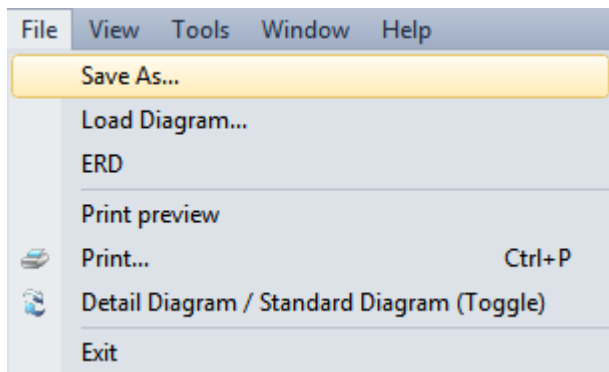 File View Tools Window Help
Save As...
Load Diagram...
ERD
Print preview
Print... Ctrl+P
Detail Diagram / Standard Diagram (Toggle)
Exit